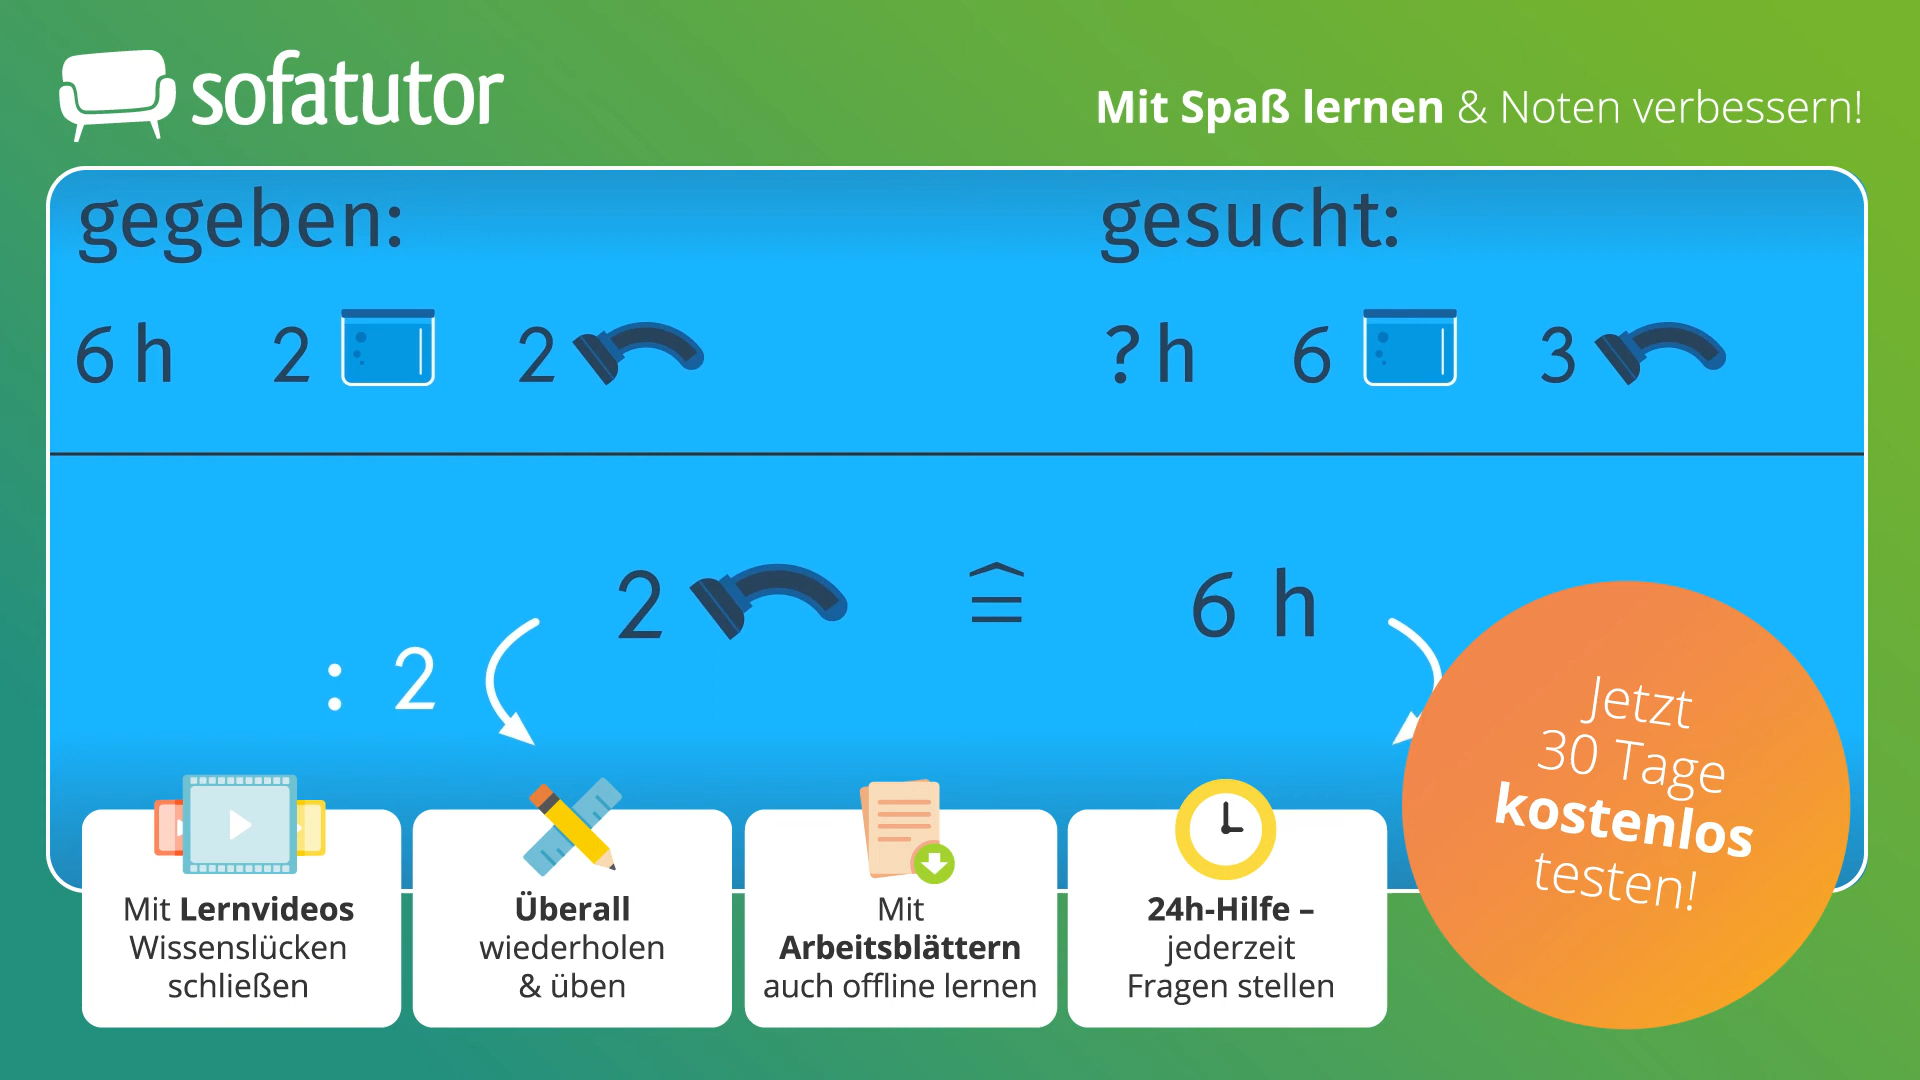 sofatutor
Mit Spaß lernen & Noten verbessern!
gegeben:
gesucht:
6 h 2 2
? h 6 3
2 ≙ 6 h
: 2
Jetzt
30 Tage
kostenlos
testen!
Mit Lernvideos
Wissenslücken
schließen
Überall
wiederholen
& üben
Mit
Arbeitsblättern
auch offline lernen
24h-Hilfe –
jederzeit
Fragen stellen